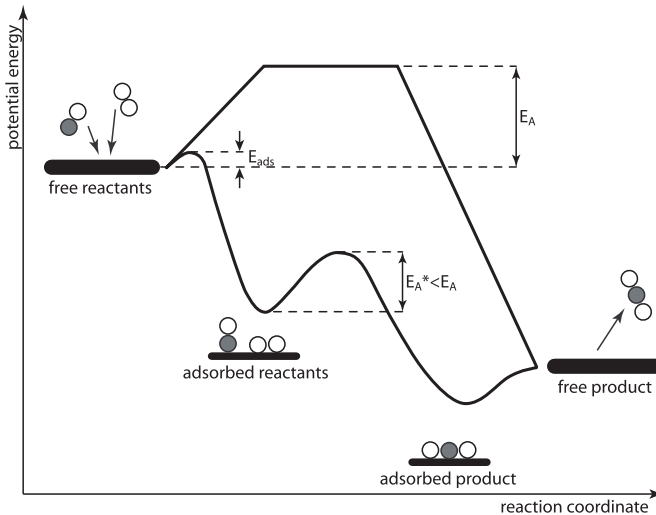 potential energy
E_A
E_ads
free reactants
E_A*<E_A
adsorbed reactants
free product
adsorbed product
reaction coordinate